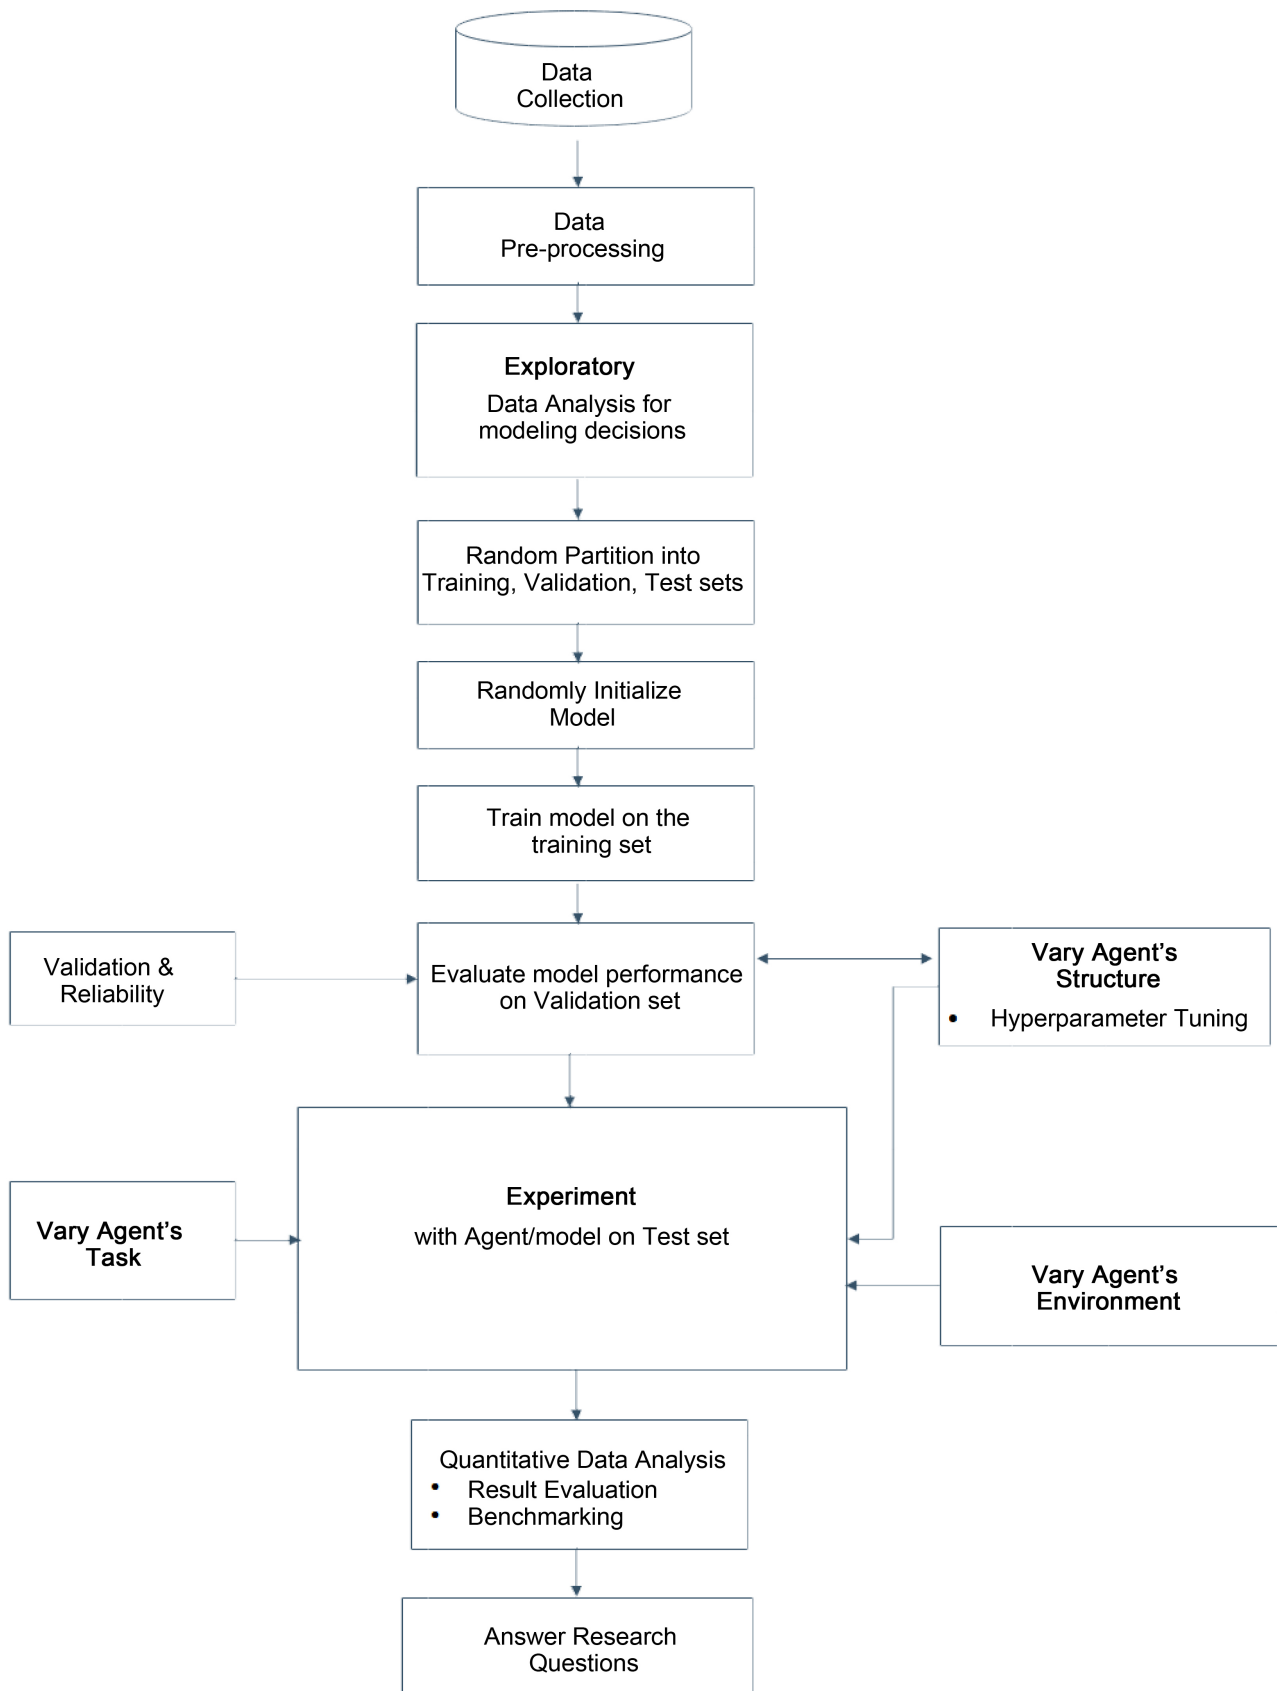 Data
Collection
Data
Pre-processing
Exploratory
Data Analysis for
modeling decisions
Random Partition into
Training, Validation, Test sets
Randomly Initialize
Model
Train model on the
training set
Validation &
Reliability
Evaluate model performance
on Validation set
Vary Agent’s
Structure
• Hyperparameter Tuning
Vary Agent’s
Task
Experiment
with Agent/model on Test set
Vary Agent’s
Environment
Quantitative Data Analysis
• Result Evaluation
• Benchmarking
Answer Research
Questions